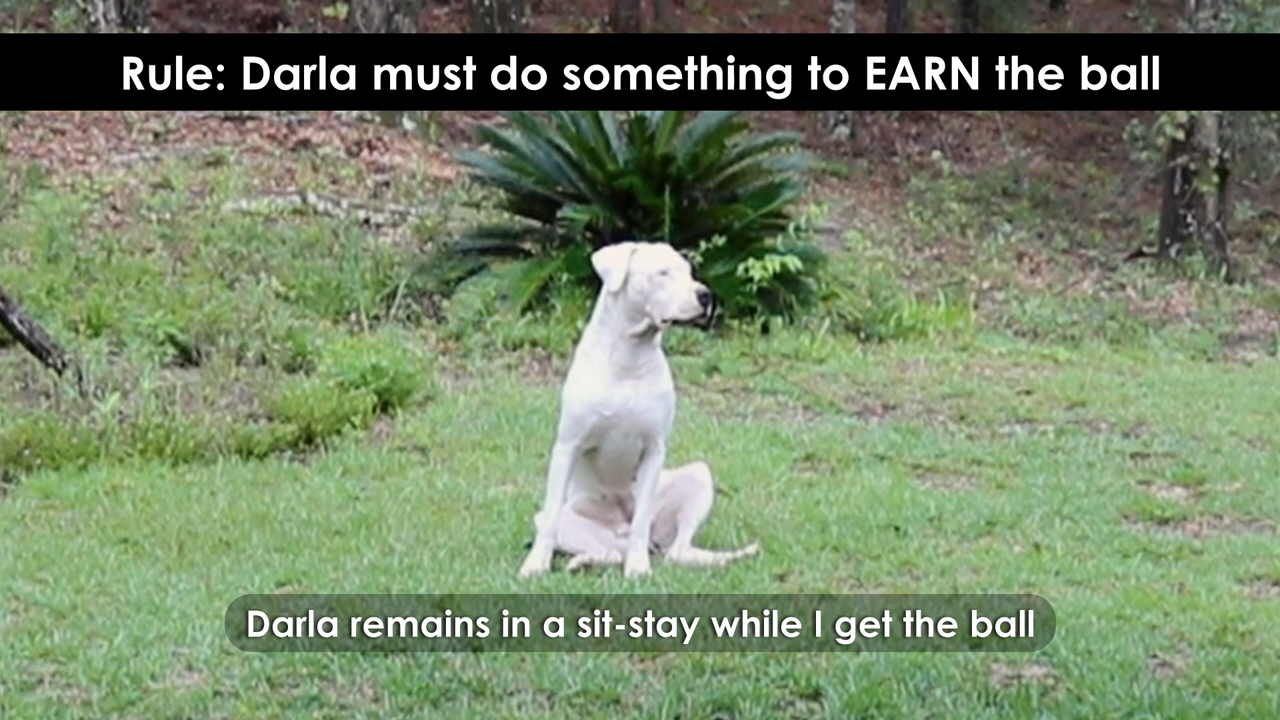 Rule: Darla must do something to EARN the ball
Darla remains in a sit-stay while I get the ball